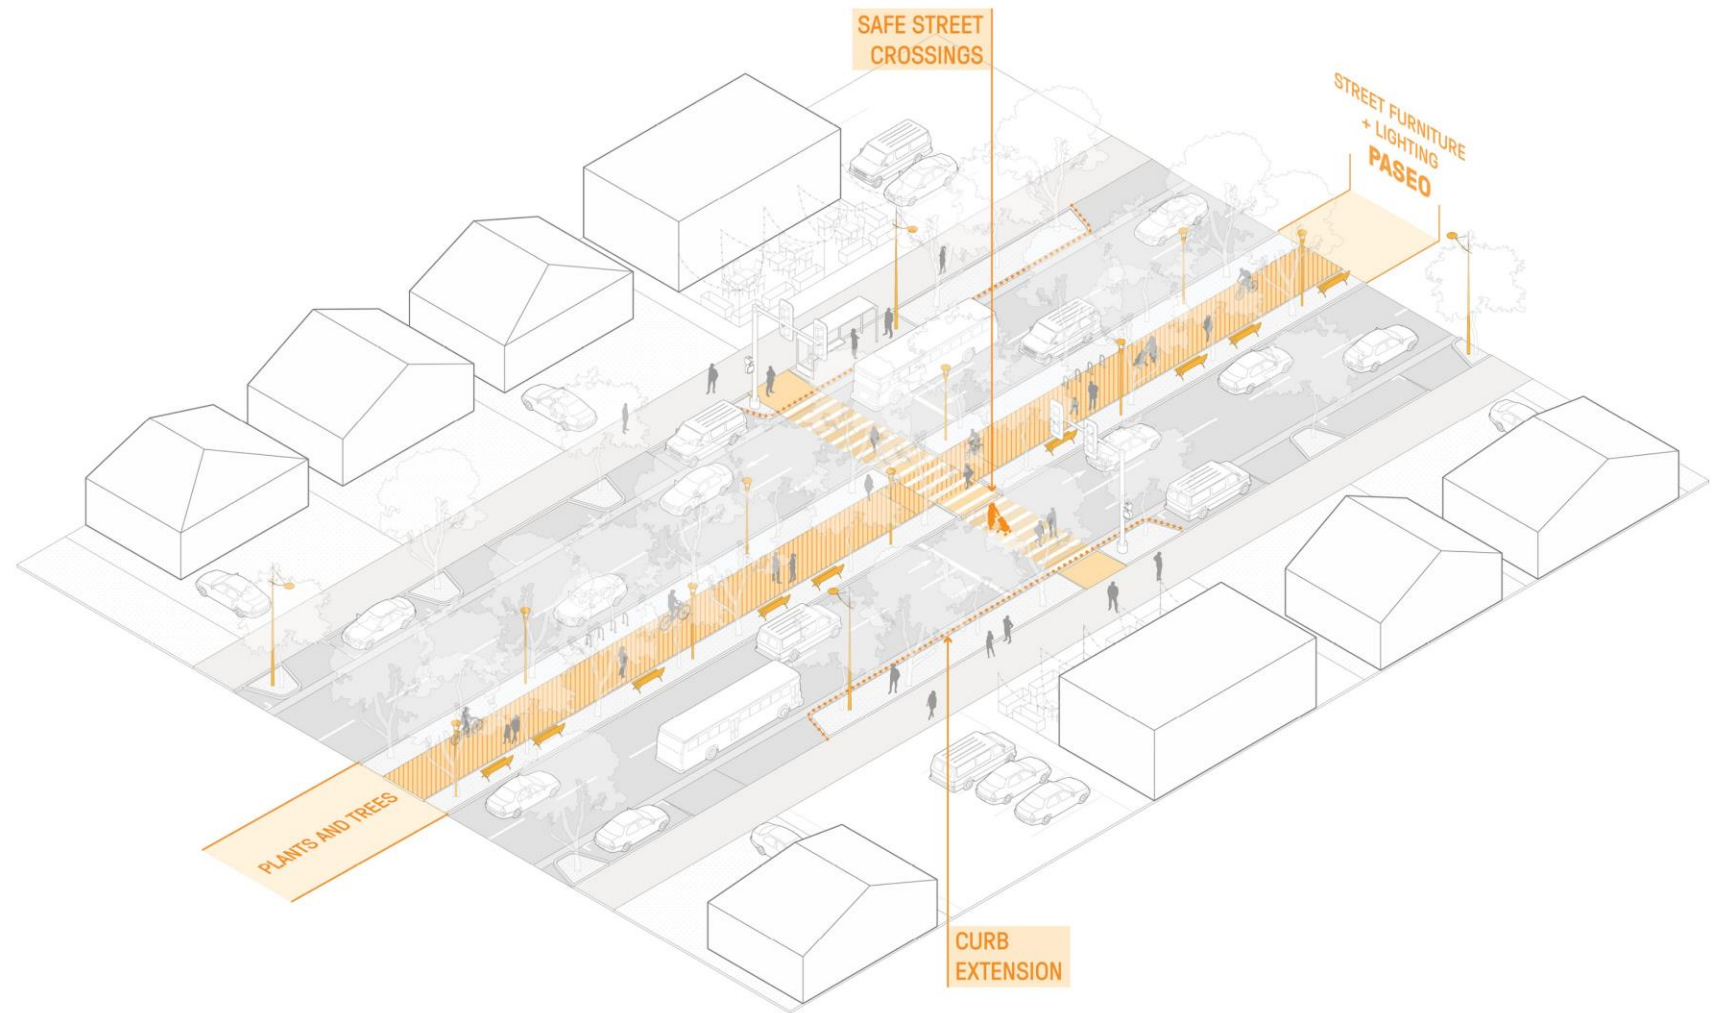 SAFE STREET
CROSSINGS
STREET FURNITURE
+ LIGHTING
PASEO
PLANTS AND TREES
CURB
EXTENSION